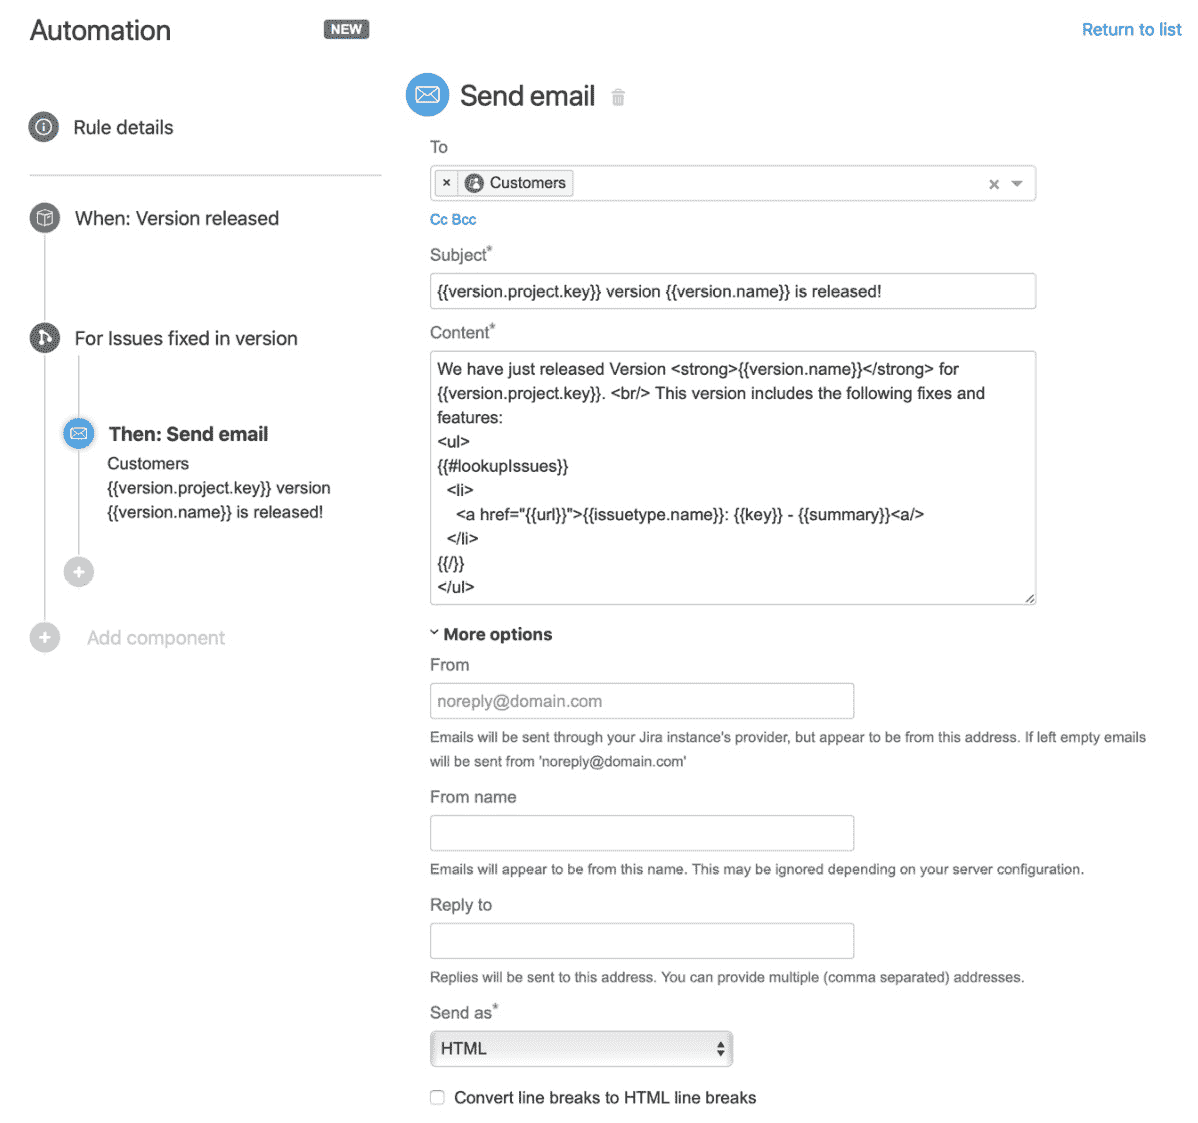 Automation
NEW
Return to list
Rule details
When: Version released
For Issues fixed in version
Then: Send email
Customers
{{version.project.key}} version
{{version.name}} is released!
Add component
Send email
To
× Customers
Cc Bcc
Subject*
{{version.project.key}} version {{version.name}} is released!
Content*
We have just released Version <strong>{{version.name}}</strong> for
{{version.project.key}}. <br/> This version includes the following fixes and
features:
<ul>
{{#lookupIssues}}
<li>
<a href="{{url}}">{{issuetype.name}}: {{key}} - {{summary}}<a/>
</li>
{{/}}
</ul>
More options
From
noreply@domain.com
Emails will be sent through your Jira instance's provider, but appear to be from this address. If left empty emails
will be sent from 'noreply@domain.com'
From name
Emails will appear to be from this name. This may be ignored depending on your server configuration.
Reply to
Replies will be sent to this address. You can provide multiple (comma separated) addresses.
Send as*
HTML
Convert line breaks to HTML line breaks